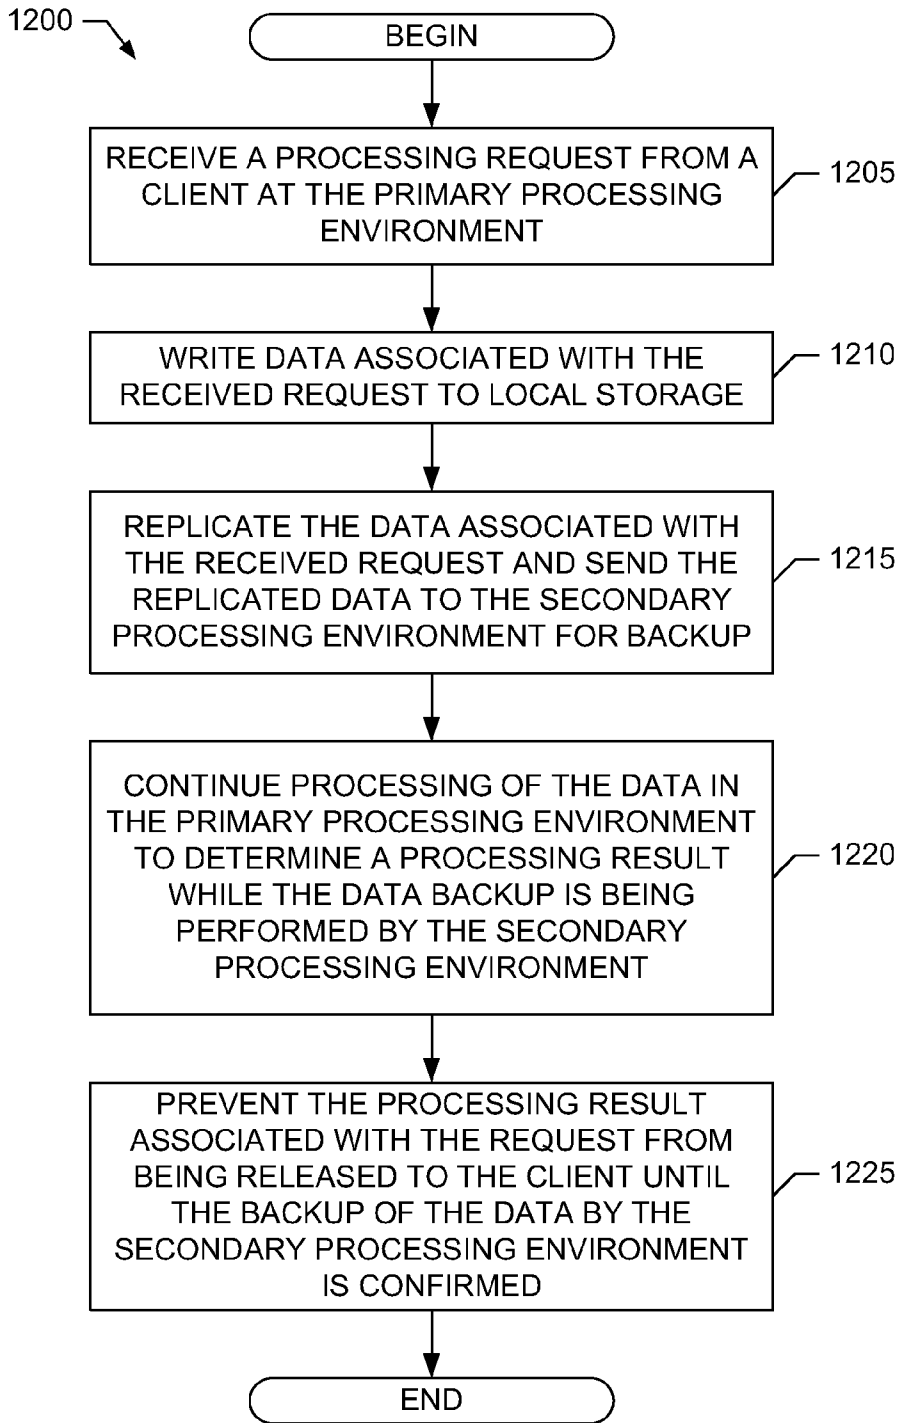 1200
BEGIN
RECEIVE A PROCESSING REQUEST FROM A
CLIENT AT THE PRIMARY PROCESSING
ENVIRONMENT
1205
WRITE DATA ASSOCIATED WITH THE
RECEIVED REQUEST TO LOCAL STORAGE
1210
REPLICATE THE DATA ASSOCIATED WITH
THE RECEIVED REQUEST AND SEND THE
REPLICATED DATA TO THE SECONDARY
PROCESSING ENVIRONMENT FOR BACKUP
1215
CONTINUE PROCESSING OF THE DATA IN
THE PRIMARY PROCESSING ENVIRONMENT
TO DETERMINE A PROCESSING RESULT
WHILE THE DATA BACKUP IS BEING
PERFORMED BY THE SECONDARY
PROCESSING ENVIRONMENT
1220
PREVENT THE PROCESSING RESULT
ASSOCIATED WITH THE REQUEST FROM
BEING RELEASED TO THE CLIENT UNTIL
THE BACKUP OF THE DATA BY THE
SECONDARY PROCESSING ENVIRONMENT
IS CONFIRMED
1225
END